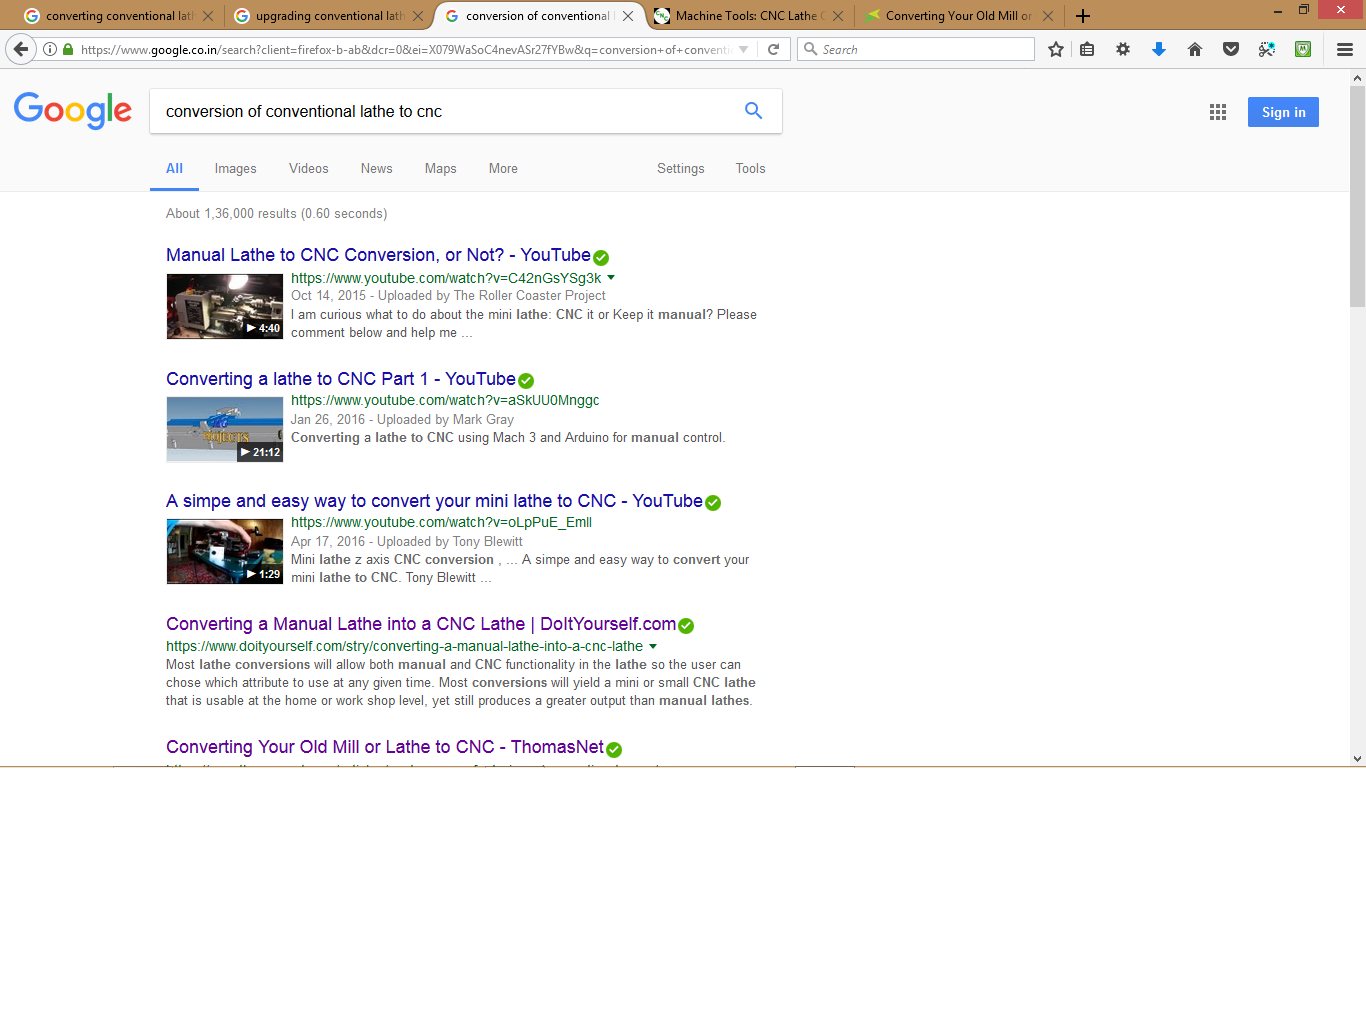 converting conventional lat
upgrading conventional lath
conversion of conventional
Machine Tools: CNC Lathe
Converting Your Old Mill or
https://www.google.co.in/search?client=firefox-b-ab&dcr=0&ei=X079WaSoC4nevASr27fYBw&q=conversion+of+conventi
Search
Google
conversion of conventional lathe to cnc
Sign in
All Images Videos News Maps More Settings Tools
About 1,36,000 results (0.60 seconds)
Manual Lathe to CNC Conversion, or Not? - YouTube
https://www.youtube.com/watch?v=C42nGsYSg3k
Oct 14, 2015 - Uploaded by The Roller Coaster Project
I am curious what to do about the mini lathe: CNC it or Keep it manual? Please
comment below and help me ...
4:40
Converting a lathe to CNC Part 1 - YouTube
https://www.youtube.com/watch?v=aSkUU0Mnggc
Jan 26, 2016 - Uploaded by Mark Gray
Converting a lathe to CNC using Mach 3 and Arduino for manual control.
21:12
A simpe and easy way to convert your mini lathe to CNC - YouTube
https://www.youtube.com/watch?v=oLpPuE_EmlI
Apr 17, 2016 - Uploaded by Tony Blewitt
Mini lathe z axis CNC conversion , ... A simpe and easy way to convert your
mini lathe to CNC. Tony Blewitt ...
1:29
Converting a Manual Lathe into a CNC Lathe | DoItYourself.com
https://www.doityourself.com/stry/converting-a-manual-lathe-into-a-cnc-lathe
Most lathe conversions will allow both manual and CNC functionality in the lathe so the user can
chose which attribute to use at any given time. Most conversions will yield a mini or small CNC lathe
that is usable at the home or work shop level, yet still produces a greater output than manual lathes.
Converting Your Old Mill or Lathe to CNC - ThomasNet